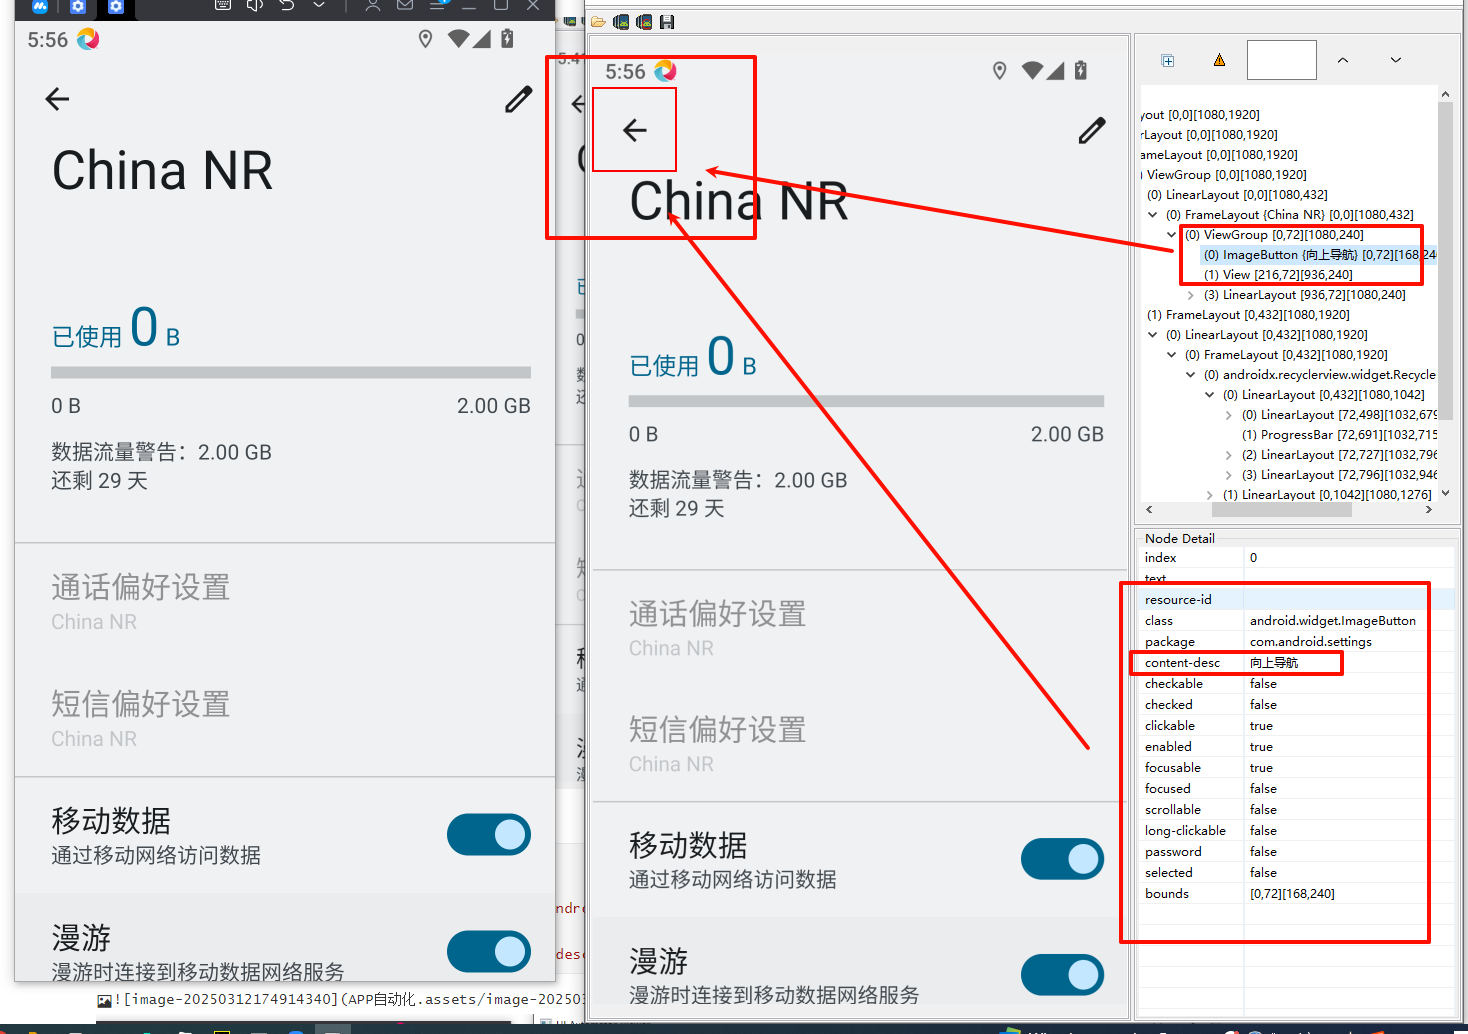 5:56
China NR
已使用 0 B
0 B
2.00 GB
数据流量警告：2.00 GB
还剩 29 天
通话偏好设置
China NR
短信偏好设置
China NR
移动数据
通过移动网络访问数据
漫游
漫游时连接到移动数据网络服务
![image-20250312174914340](APP自动化.assets/image-20250
5:56
China NR
已使用 0 B
0 B
2.00 GB
数据流量警告：2.00 GB
还剩 29 天
通话偏好设置
China NR
短信偏好设置
China NR
移动数据
通过移动网络访问数据
漫游
漫游时连接到移动数据网络服务
yout [0,0][1080,1920]
rLayout [0,0][1080,1920]
ameLayout [0,0][1080,1920]
) ViewGroup [0,0][1080,1920]
(0) LinearLayout [0,0][1080,432]
(0) FrameLayout {China NR} [0,0][1080,432]
(0) ViewGroup [0,72][1080,240]
(0) ImageButton {向上导航} [0,72][168,24
(1) View [216,72][936,240]
(3) LinearLayout [936,72][1080,240]
(1) FrameLayout [0,432][1080,1920]
(0) LinearLayout [0,432][1080,1920]
(0) FrameLayout [0,432][1080,1920]
(0) androidx.recyclerview.widget.Recycle
(0) LinearLayout [0,432][1080,1042]
(0) LinearLayout [72,498][1032,679
(1) ProgressBar [72,691][1032,715
(2) LinearLayout [72,727][1032,796
(3) LinearLayout [72,796][1032,946
(1) LinearLayout [0,1042][1080,1276]
Node Detail
index 0
text
resource-id
class android.widget.ImageButton
package com.android.settings
content-desc 向上导航
checkable false
checked false
clickable true
enabled true
focusable true
focused false
scrollable false
long-clickable false
password false
selected false
bounds [0,72][168,240]